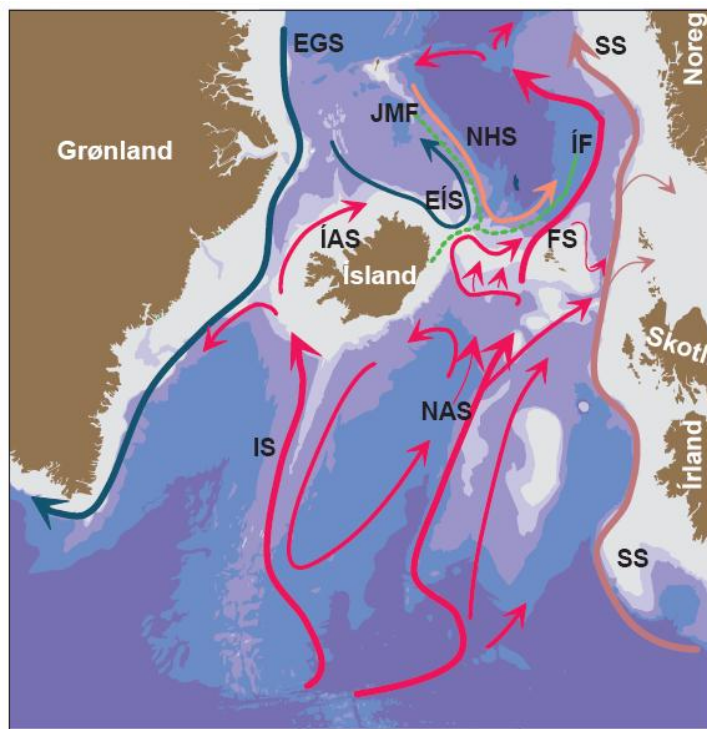 EGS
SS
Noreg
JMF
NHS
ÍF
Grønland
EÍS
ÍAS
FS
Ísland
Skotl
NAS
IS
Írland
SS